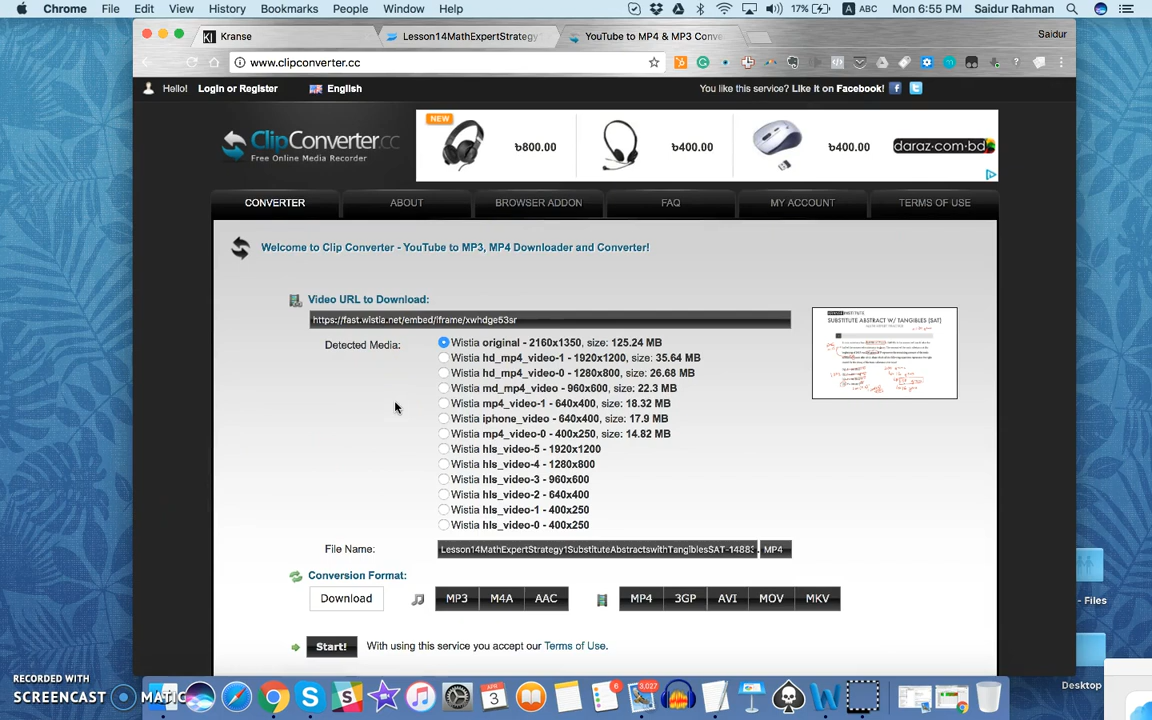 Chrome File Edit View History Bookmarks People Window Help 17% A ABC Mon 6:55 PM Saidur Rahman
K Kranse Lesson14MathExpertStrategy YouTube to MP4 & MP3 Conve Saidur
www.clipconverter.cc
Hello! Login or Register English You like this service? Like it on Facebook!
ClipConverter.cc
Free Online Media Recorder
NEW ৳800.00 ৳400.00 ৳400.00 daraz.com.bd
CONVERTER ABOUT BROWSER ADDON FAQ MY ACCOUNT TERMS OF USE
Welcome to Clip Converter - YouTube to MP3, MP4 Downloader and Converter!
Video URL to Download:
https://fast.wistia.net/embed/iframe/xwhdge53sr
SUBSTITUTE ABSTRACT W/ TANGIBLES (SAT)
Detected Media: Wistia original - 2160x1350, size: 125.24 MB
Wistia hd_mp4_video-1 - 1920x1200, size: 35.64 MB
Wistia hd_mp4_video-0 - 1280x800, size: 26.68 MB
Wistia md_mp4_video - 960x600, size: 22.3 MB
Wistia mp4_video-1 - 640x400, size: 18.32 MB
Wistia iphone_video - 640x400, size: 17.9 MB
Wistia mp4_video-0 - 400x250, size: 14.82 MB
Wistia hls_video-5 - 1920x1200
Wistia hls_video-4 - 1280x800
Wistia hls_video-3 - 960x600
Wistia hls_video-2 - 640x400
Wistia hls_video-1 - 400x250
Wistia hls_video-0 - 400x250
File Name: Lesson14MathExpertStrategy1SubstituteAbstractswithTangiblesSAT-14883 . MP4
Conversion Format:
Download MP3 M4A AAC MP4 3GP AVI MOV MKV
Start! With using this service you accept our Terms of Use.
- Files
Desktop
RECORDED WITH
SCREENCAST MATIC
APR
3
6
3,027